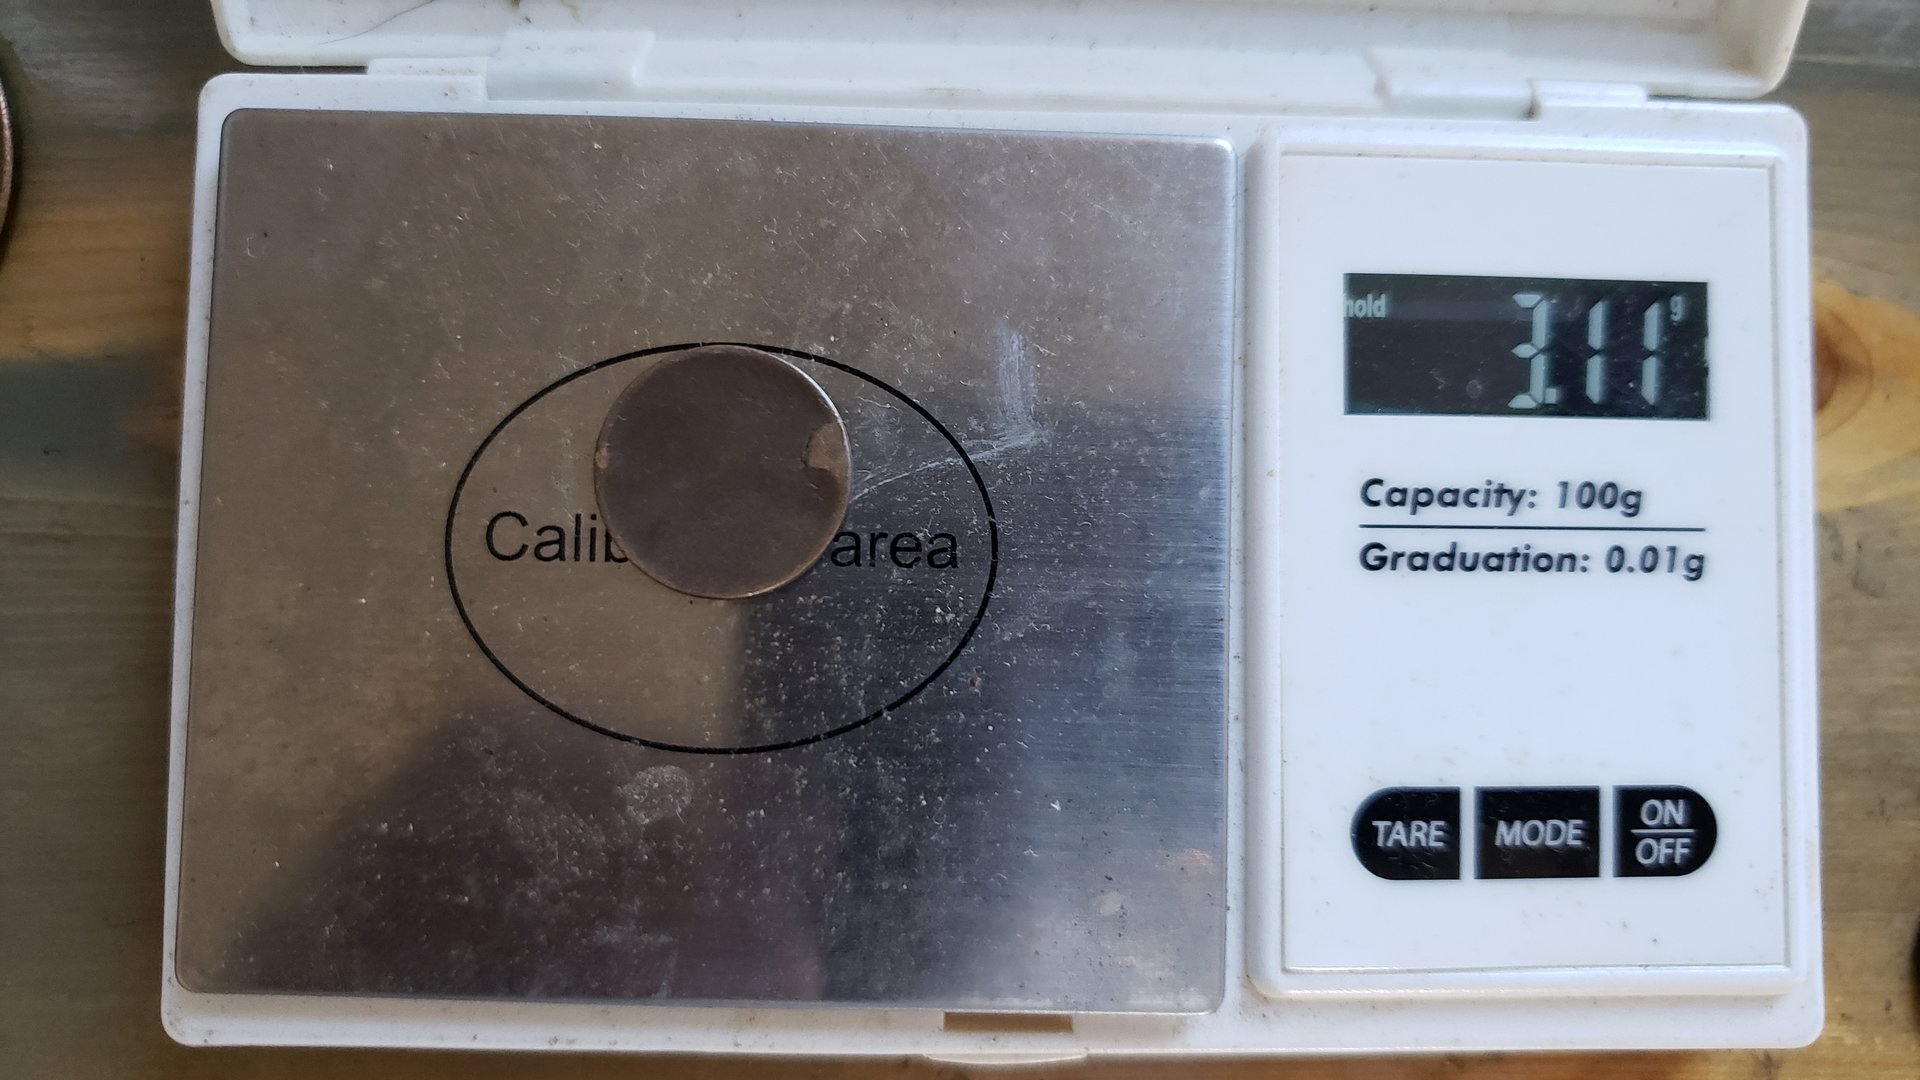 hold 3.11 g
Capacity: 100g
Graduation: 0.01g
Calib area
TARE MODE ON OFF